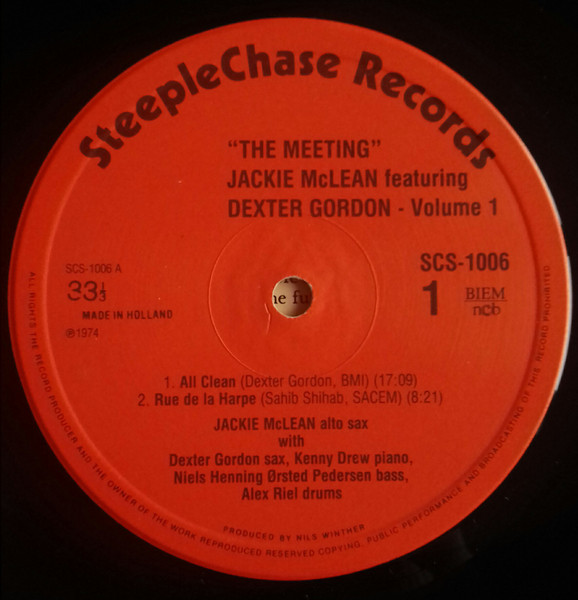 SteepleChase Records
“THE MEETING”
JACKIE McLEAN featuring
DEXTER GORDON - Volume 1
SCS-1006 A
33⅓
MADE IN HOLLAND
℗1974
SCS-1006
1
BIEM
ncb
he fu
1. All Clean (Dexter Gordon, BMI) (17:09)
2. Rue de la Harpe (Sahib Shihab, SACEM) (8:21)
JACKIE McLEAN alto sax
with
Dexter Gordon sax, Kenny Drew piano,
Niels Henning Ørsted Pedersen bass,
Alex Riel drums
PRODUCED BY NILS WINTHER
ALL RIGHTS THE RECORD PRODUCER AND THE OWNER OF THE WORK REPRODUCED RESERVED COPYING, PUBLIC PERFORMANCE AND BROADCASTING OF THIS RECORD PROHIBITED